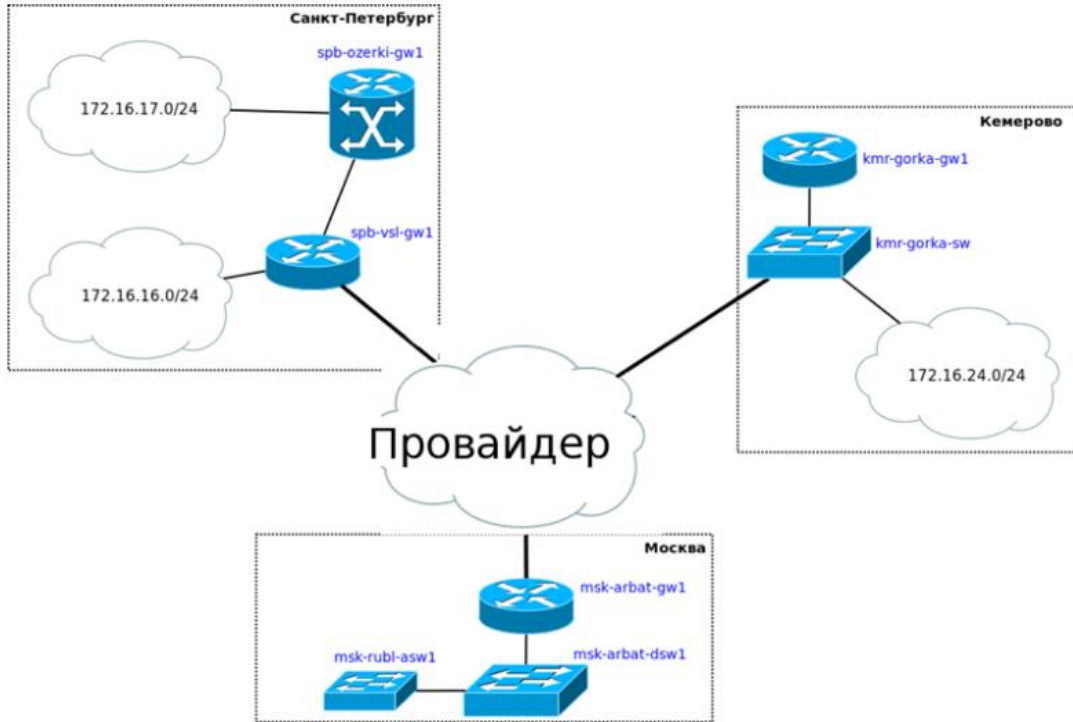 Санкт-Петербург
spb-ozerki-gw1
172.16.17.0/24
spb-vsl-gw1
172.16.16.0/24
Кемерово
kmr-gorka-gw1
kmr-gorka-sw
172.16.24.0/24
Провайдер
Москва
msk-arbat-gw1
msk-rubl-asw1
msk-arbat-dsw1